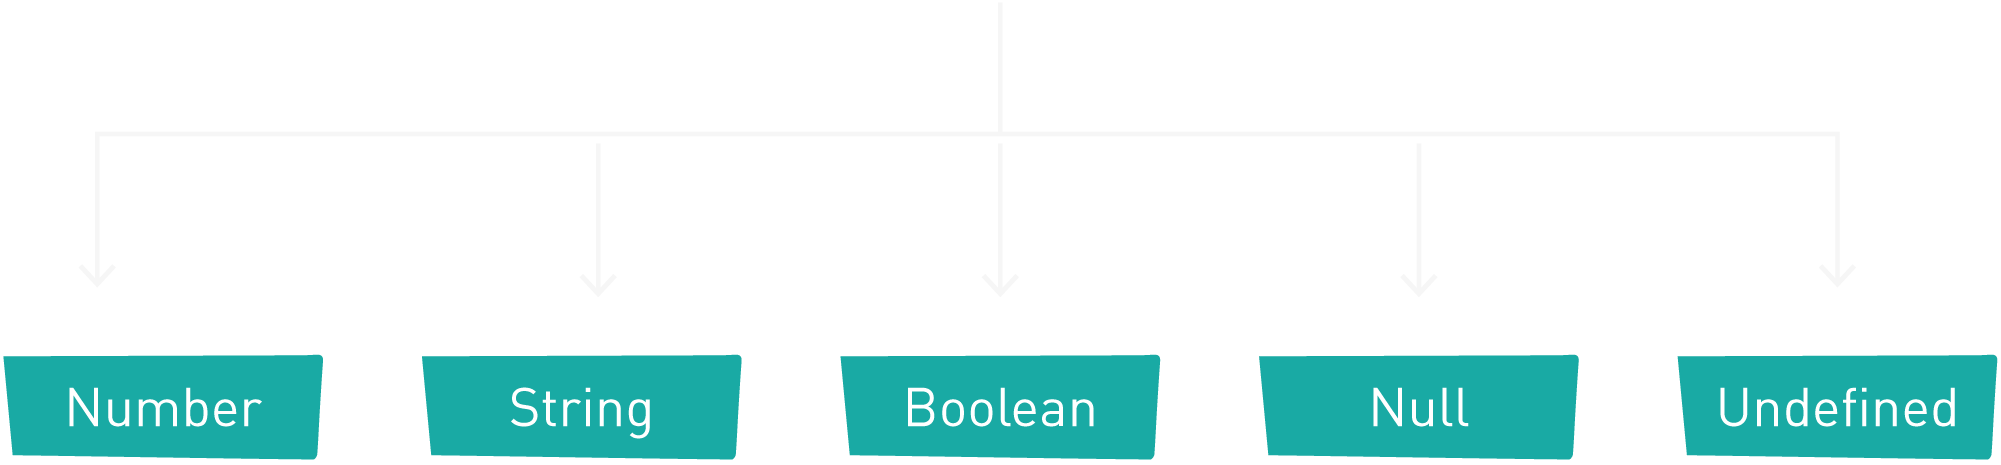 Number
String
Boolean
Null
Undefined